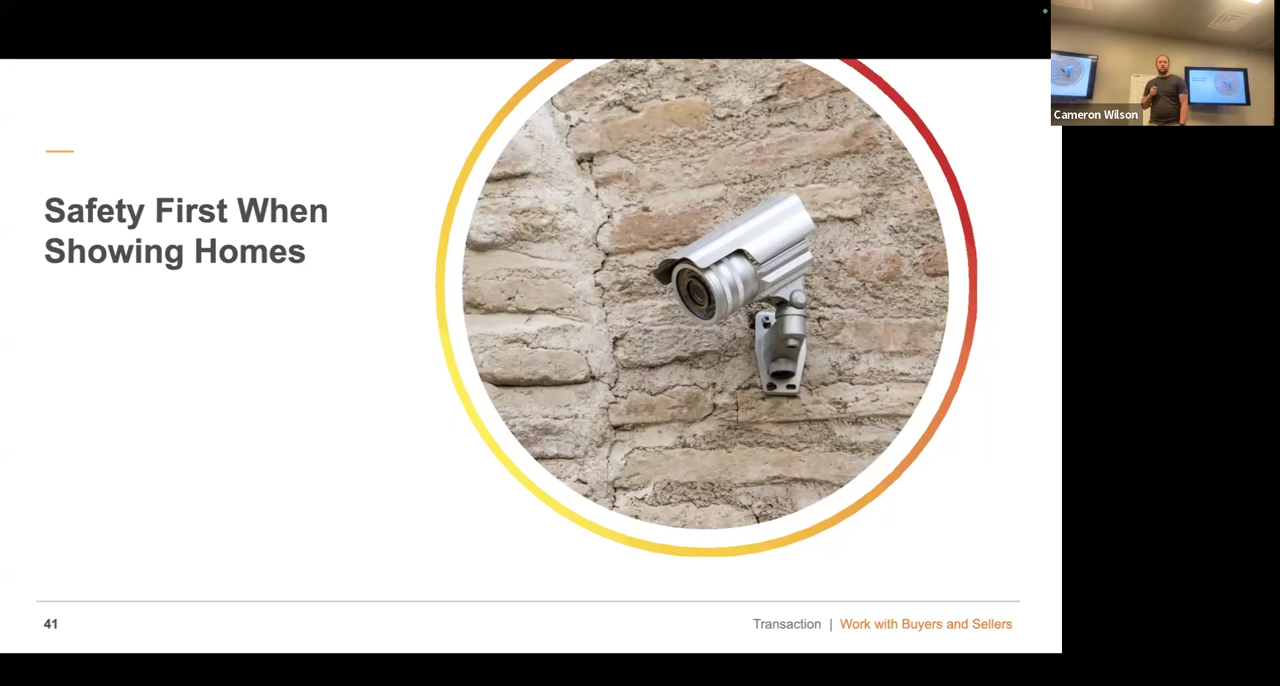 Safety First When
Showing Homes
41
Transaction | Work with Buyers and Sellers
Cameron Wilson